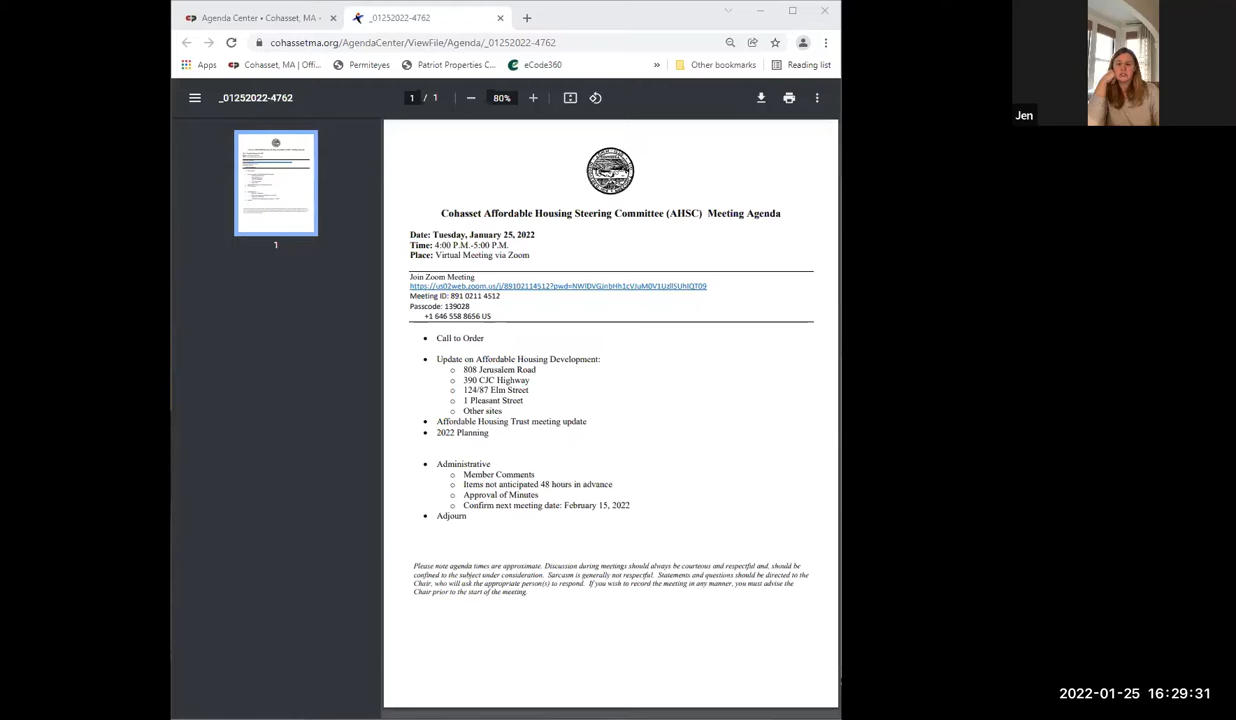 Agenda Center • Cohasset, MA •
_01252022-4762
cohassetma.org/AgendaCenter/ViewFile/Agenda/_01252022-4762
Apps
Cohasset, MA | Offi...
Permiteyes
Patriot Properties C...
eCode360
»
Other bookmarks
Reading list
_01252022-4762
1 / 1
80%
1
Cohasset Affordable Housing Steering Committee (AHSC) Meeting Agenda
Date: Tuesday, January 25, 2022
Time: 4:00 P.M.-5:00 P.M.
Place: Virtual Meeting via Zoom
Join Zoom Meeting
Meeting ID: 891 0211 4512
Passcode: 139028
+1 646 558 8656 US
• Call to Order
• Update on Affordable Housing Development:
o 808 Jerusalem Road
o 390 CJC Highway
o 124/87 Elm Street
o 1 Pleasant Street
o Other sites
• Affordable Housing Trust meeting update
• 2022 Planning
• Administrative
o Member Comments
o Items not anticipated 48 hours in advance
o Approval of Minutes
o Confirm next meeting date: February 15, 2022
• Adjourn
Please note agenda times are approximate. Discussion during meetings should always be courteous and respectful and, should be
confined to the subject under consideration. Sarcasm is generally not respectful. Statements and questions should be directed to the
Chair, who will ask the appropriate person(s) to respond. If you wish to record the meeting in any manner, you must advise the
Chair prior to the start of the meeting.
Jen
2022-01-25 16:29:31